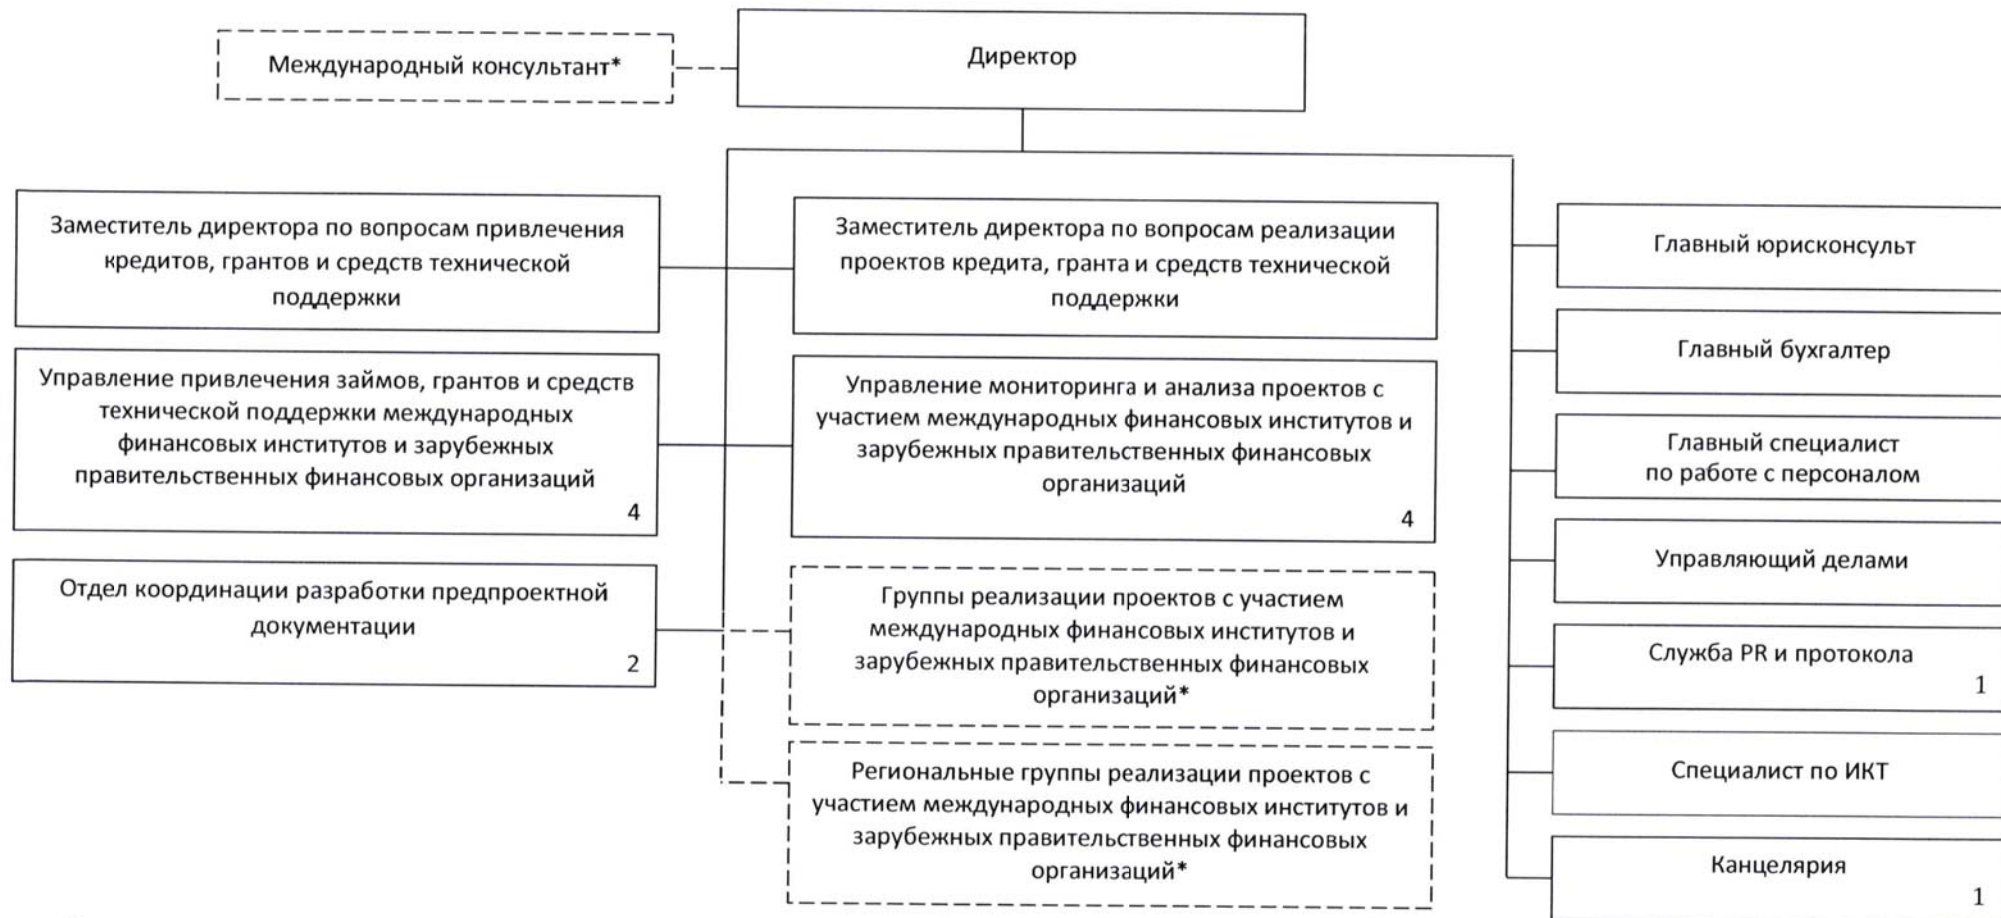 Международный консультант*
Директор
Заместитель директора по вопросам привлечения
кредитов, грантов и средств технической
поддержки
Управление привлечения займов, грантов и средств
технической поддержки международных
финансовых институтов и зарубежных
правительственных финансовых организаций
4
Отдел координации разработки предпроектной
документации
2
Заместитель директора по вопросам реализации
проектов кредита, гранта и средств технической
поддержки
Управление мониторинга и анализа проектов с
участием международных финансовых институтов и
зарубежных правительственных финансовых
организаций
4
Группы реализации проектов с участием
международных финансовых институтов и
зарубежных правительственных финансовых
организаций*
Региональные группы реализации проектов с
участием международных финансовых институтов и
зарубежных правительственных финансовых
организаций*
Главный юрисконсульт
Главный бухгалтер
Главный специалист
по работе с персоналом
Управляющий делами
Служба PR и протокола
1
Специалист по ИКТ
Канцелярия
1